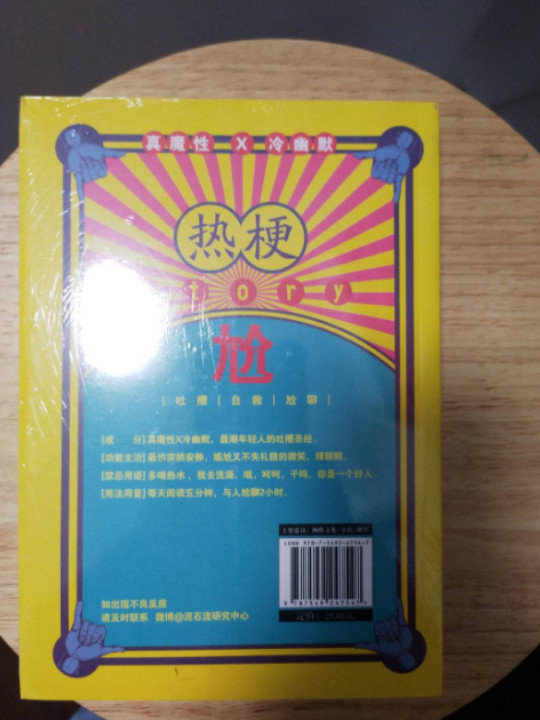 真魔性 X 冷幽默
热梗
tory
尬
|吐槽|自救|尬聊|
[成 分]真魔性X冷幽默，最潮年轻人的吐槽圣经。
[功能主治]最怕突然安静，尴尬又不失礼貌的微笑，辣眼睛。
[禁忌用语]多喝热水，我去洗澡，哦，呵呵，干吗，你是一个好人。
[用法用量]每天阅读五分钟，与人尬聊2小时。
如出现不良反应
请及时联系 微博@泥石流研究中心